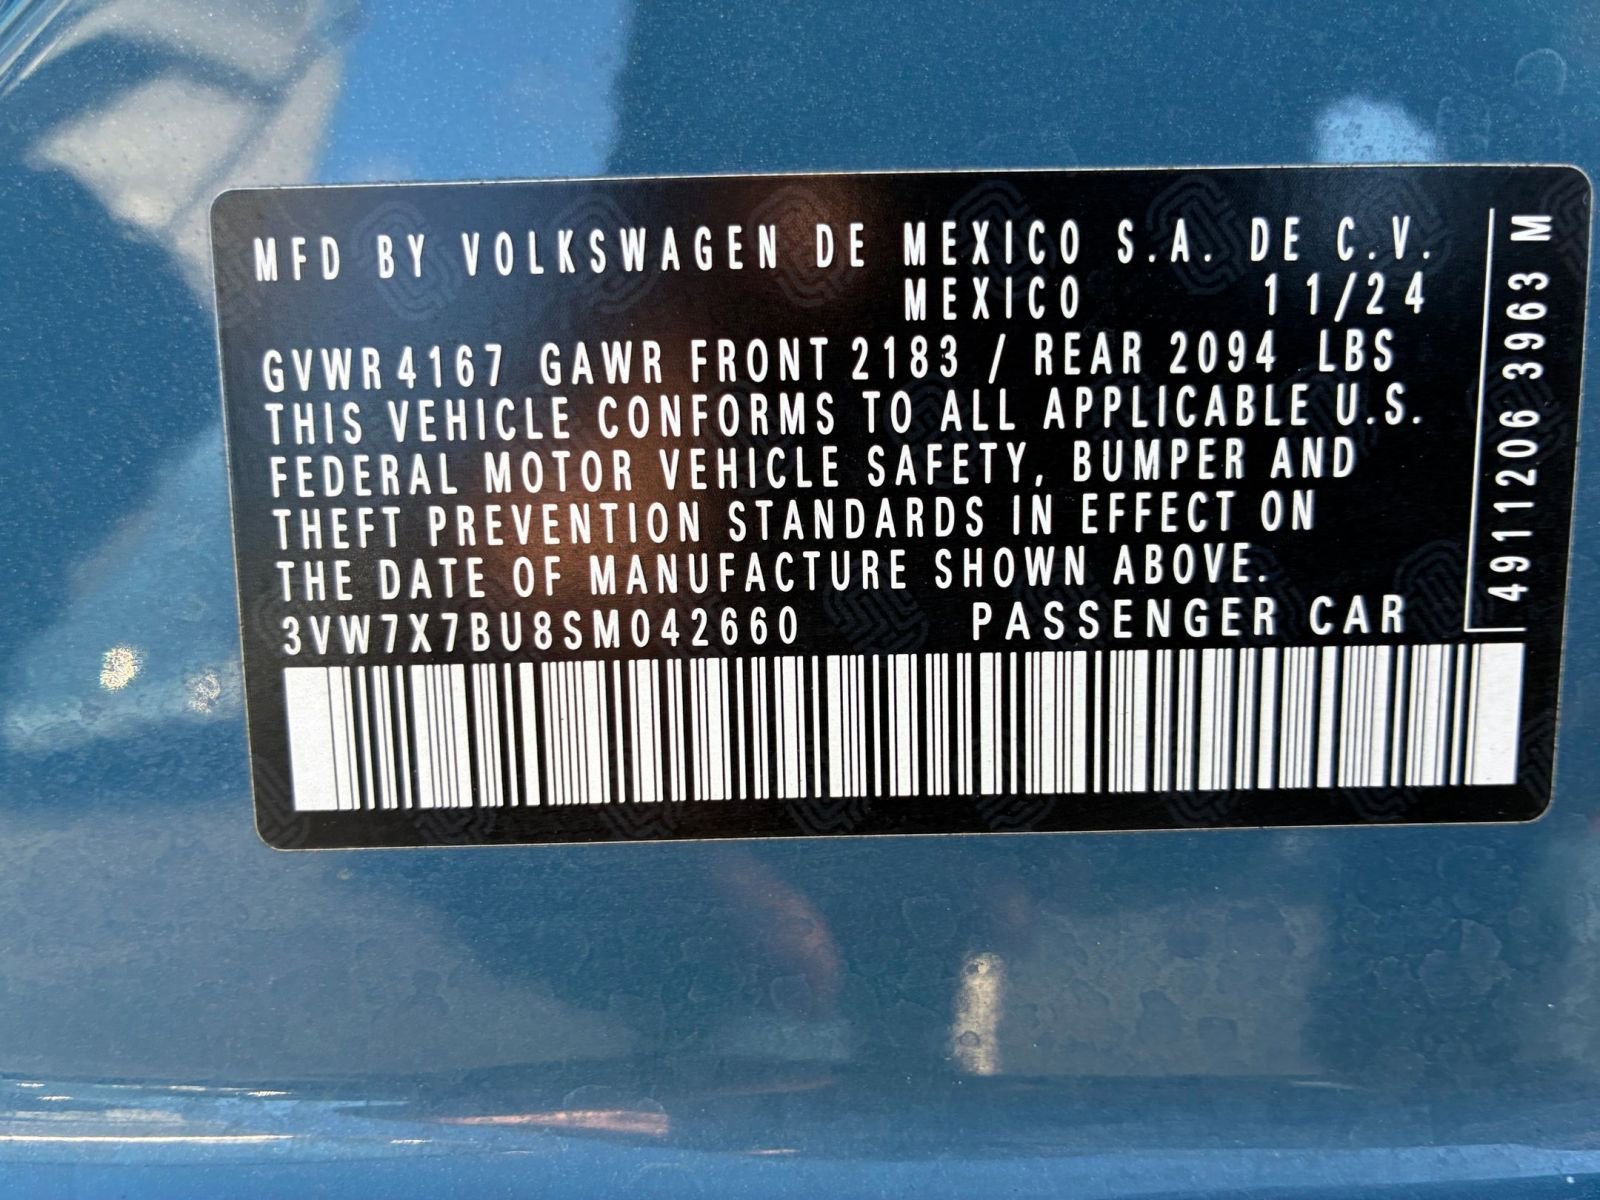 MFD BY VOLKSWAGEN DE MEXICO S.A. DE C.V.
MEXICO 11/24
GVWR 4167 GAWR FRONT 2183 / REAR 2094 LBS
THIS VEHICLE CONFORMS TO ALL APPLICABLE U.S.
FEDERAL MOTOR VEHICLE SAFETY, BUMPER AND
THEFT PREVENTION STANDARDS IN EFFECT ON
THE DATE OF MANUFACTURE SHOWN ABOVE.
3VW7X7BU8SM042660 PASSENGER CAR
4911206 3963 M